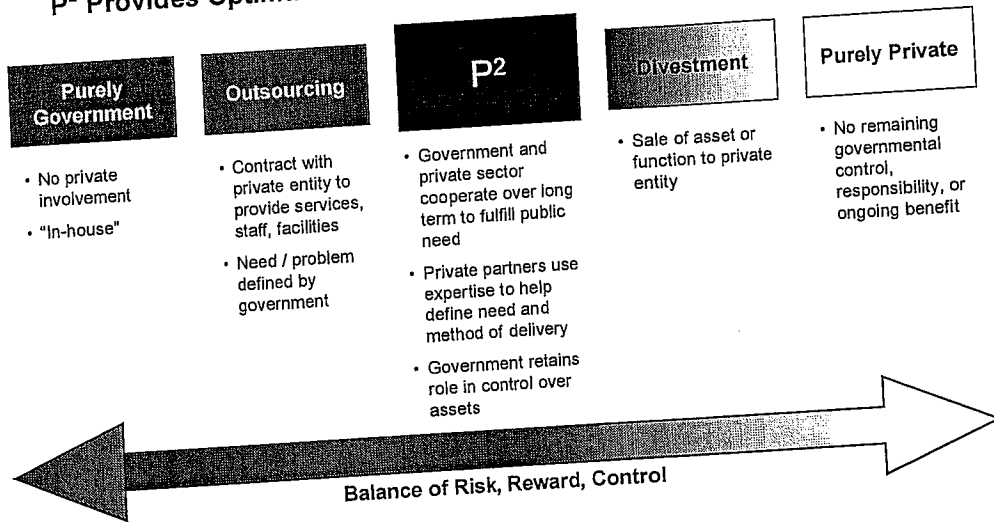 P² Provides
Purely
Government
• No private
involvement
• "In-house"
Outsourcing
• Contract with
private entity to
provide services,
staff, facilities
• Need / problem
defined by
government
P²
• Government and
private sector
cooperate over long
term to fulfill public
need
• Private partners use
expertise to help
define need and
method of delivery
• Government retains
role in control over
assets
Divestment
• Sale of asset or
function to private
entity
Purely Private
• No remaining
governmental
control,
responsibility, or
ongoing benefit
Balance of Risk, Reward, Control